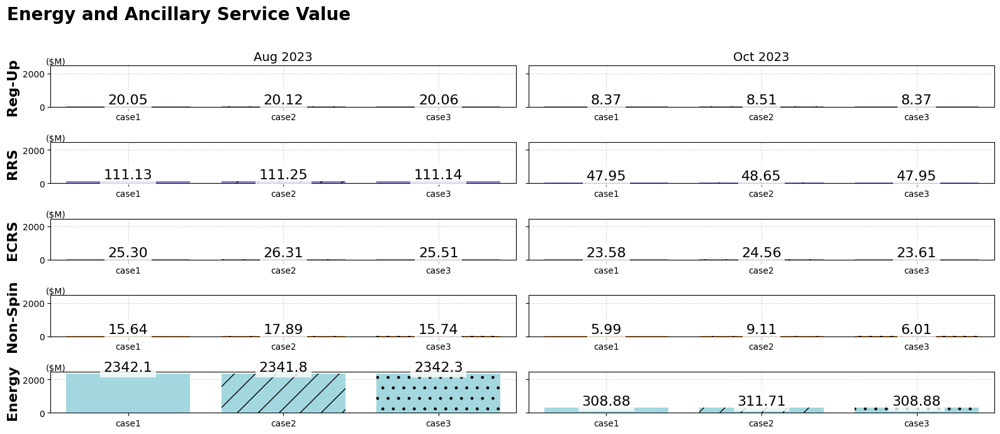 Energy and Ancillary Service Value
Aug 2023 Oct 2023
Reg-Up
($M)
2000
0
20.05 20.12 20.06
case1 case2 case3
8.37 8.51 8.37
case1 case2 case3
RRS
($M)
2000
0
111.13 111.25 111.14
case1 case2 case3
47.95 48.65 47.95
case1 case2 case3
ECRS
($M)
2000
0
25.30 26.31 25.51
case1 case2 case3
23.58 24.56 23.61
case1 case2 case3
Non-Spin
($M)
2000
0
15.64 17.89 15.74
case1 case2 case3
5.99 9.11 6.01
case1 case2 case3
Energy
($M)
2000
0
2342.1 2341.8 2342.3
case1 case2 case3
308.88 311.71 308.88
case1 case2 case3